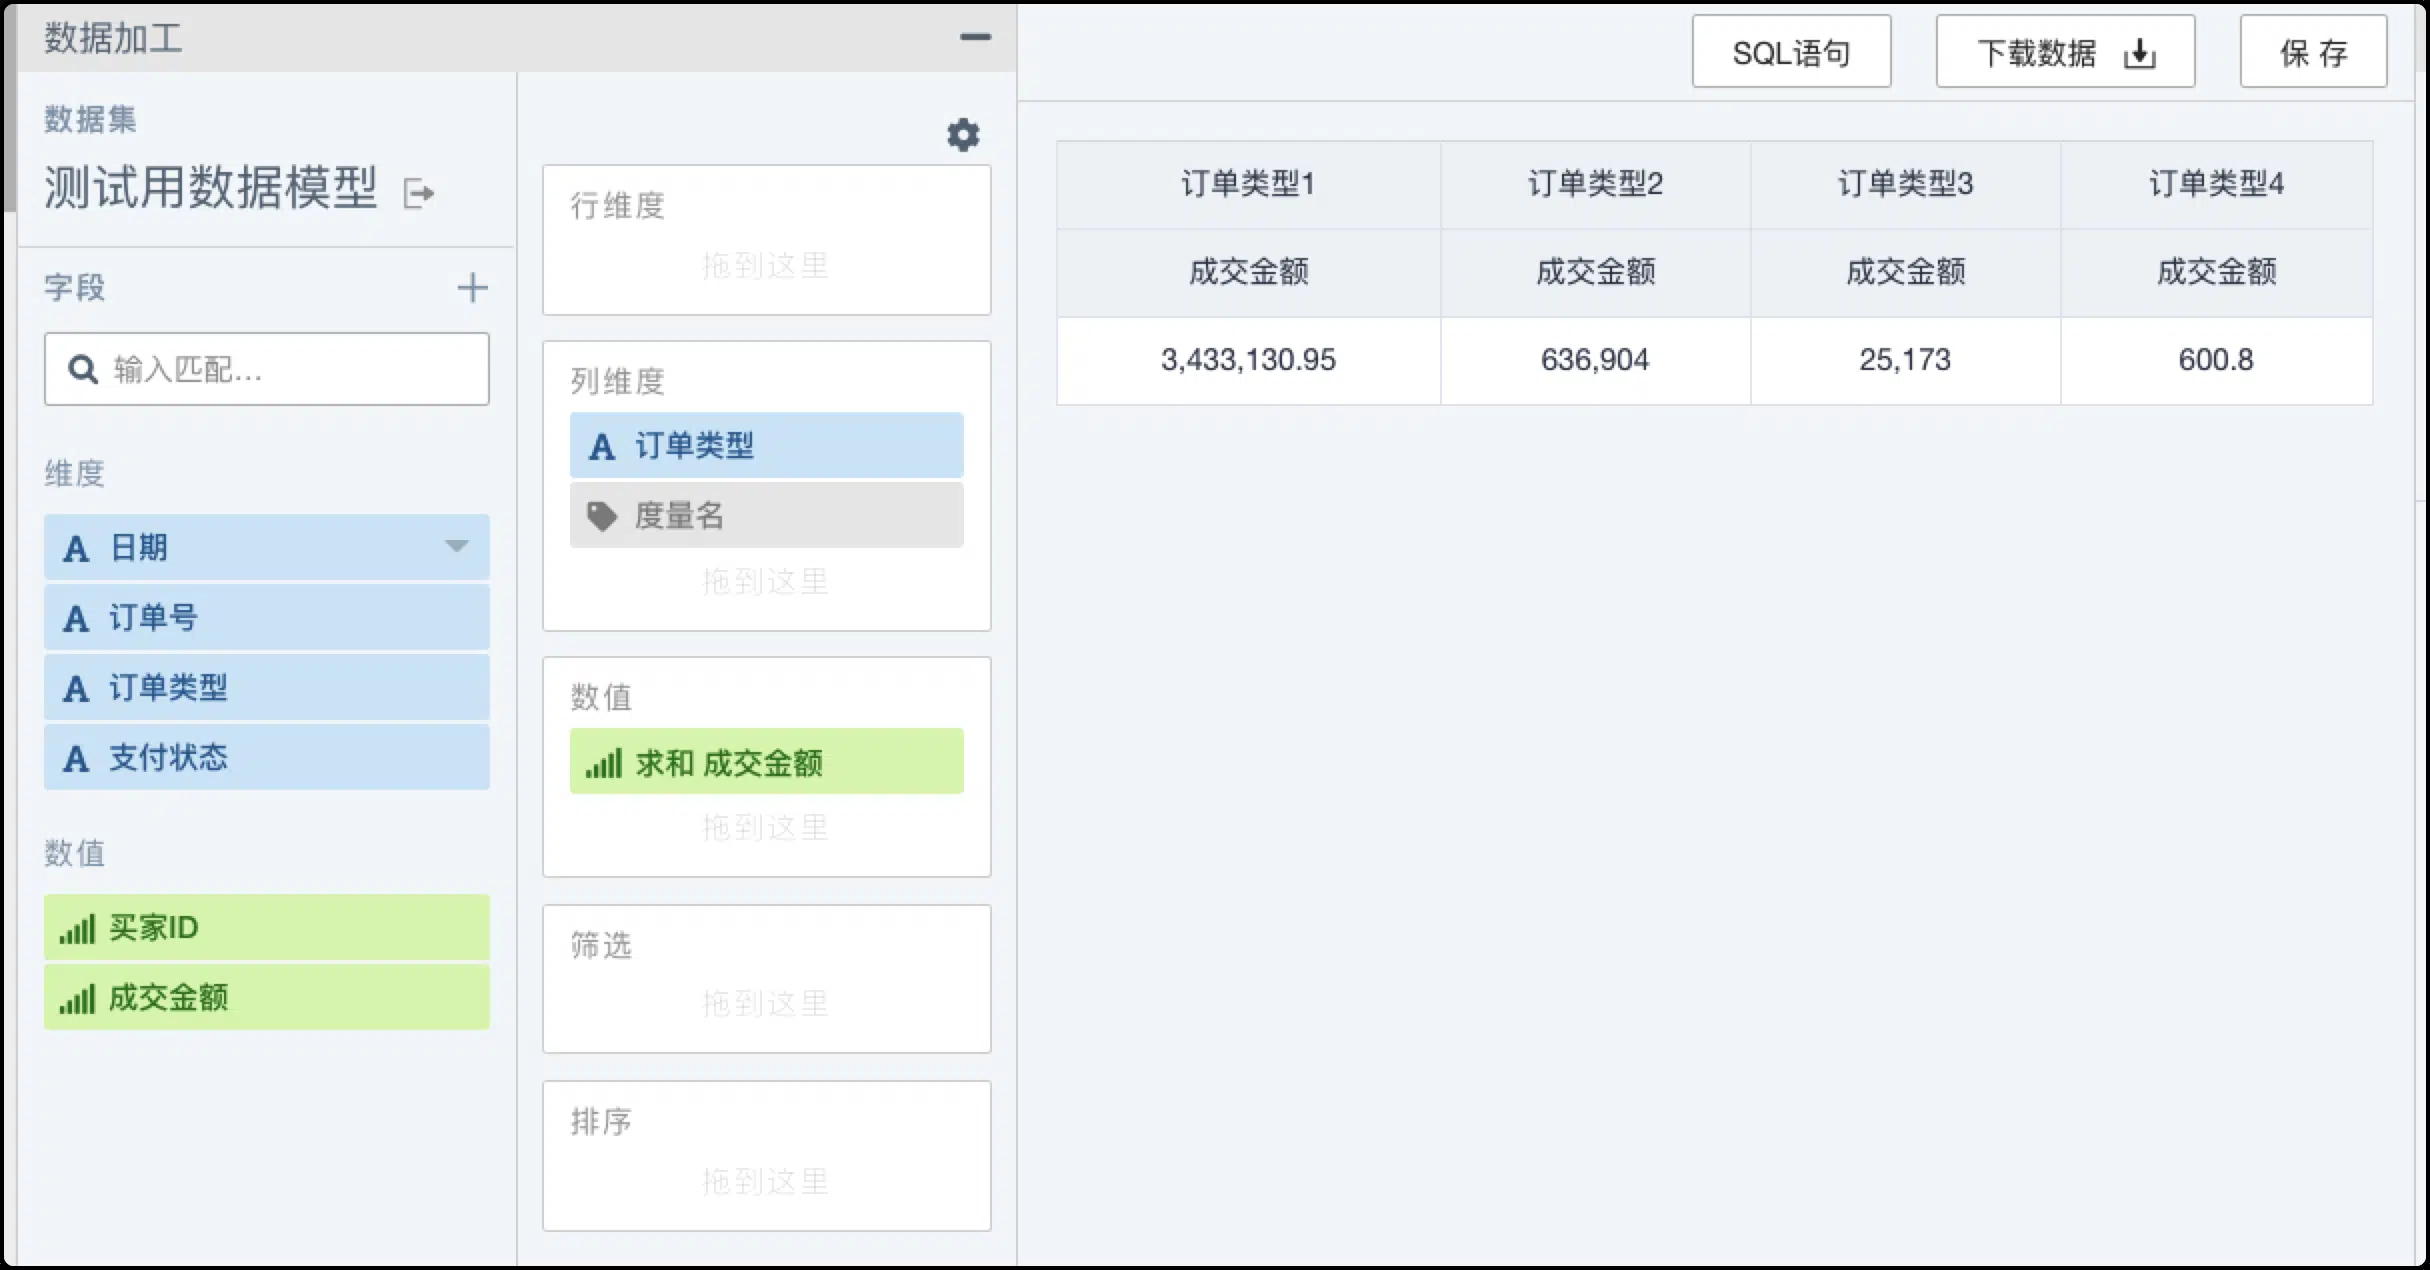 数据加工
数据集
测试用数据模型
字段
输入匹配...
维度
A 日期
A 订单号
A 订单类型
A 支付状态
数值
买家ID
成交金额
行维度
拖到这里
列维度
A 订单类型
度量名
拖到这里
数值
求和 成交金额
拖到这里
筛选
拖到这里
排序
拖到这里
SQL语句 下载数据 保 存
订单类型1 订单类型2 订单类型3 订单类型4
成交金额 成交金额 成交金额 成交金额
3,433,130.95 636,904 25,173 600.8